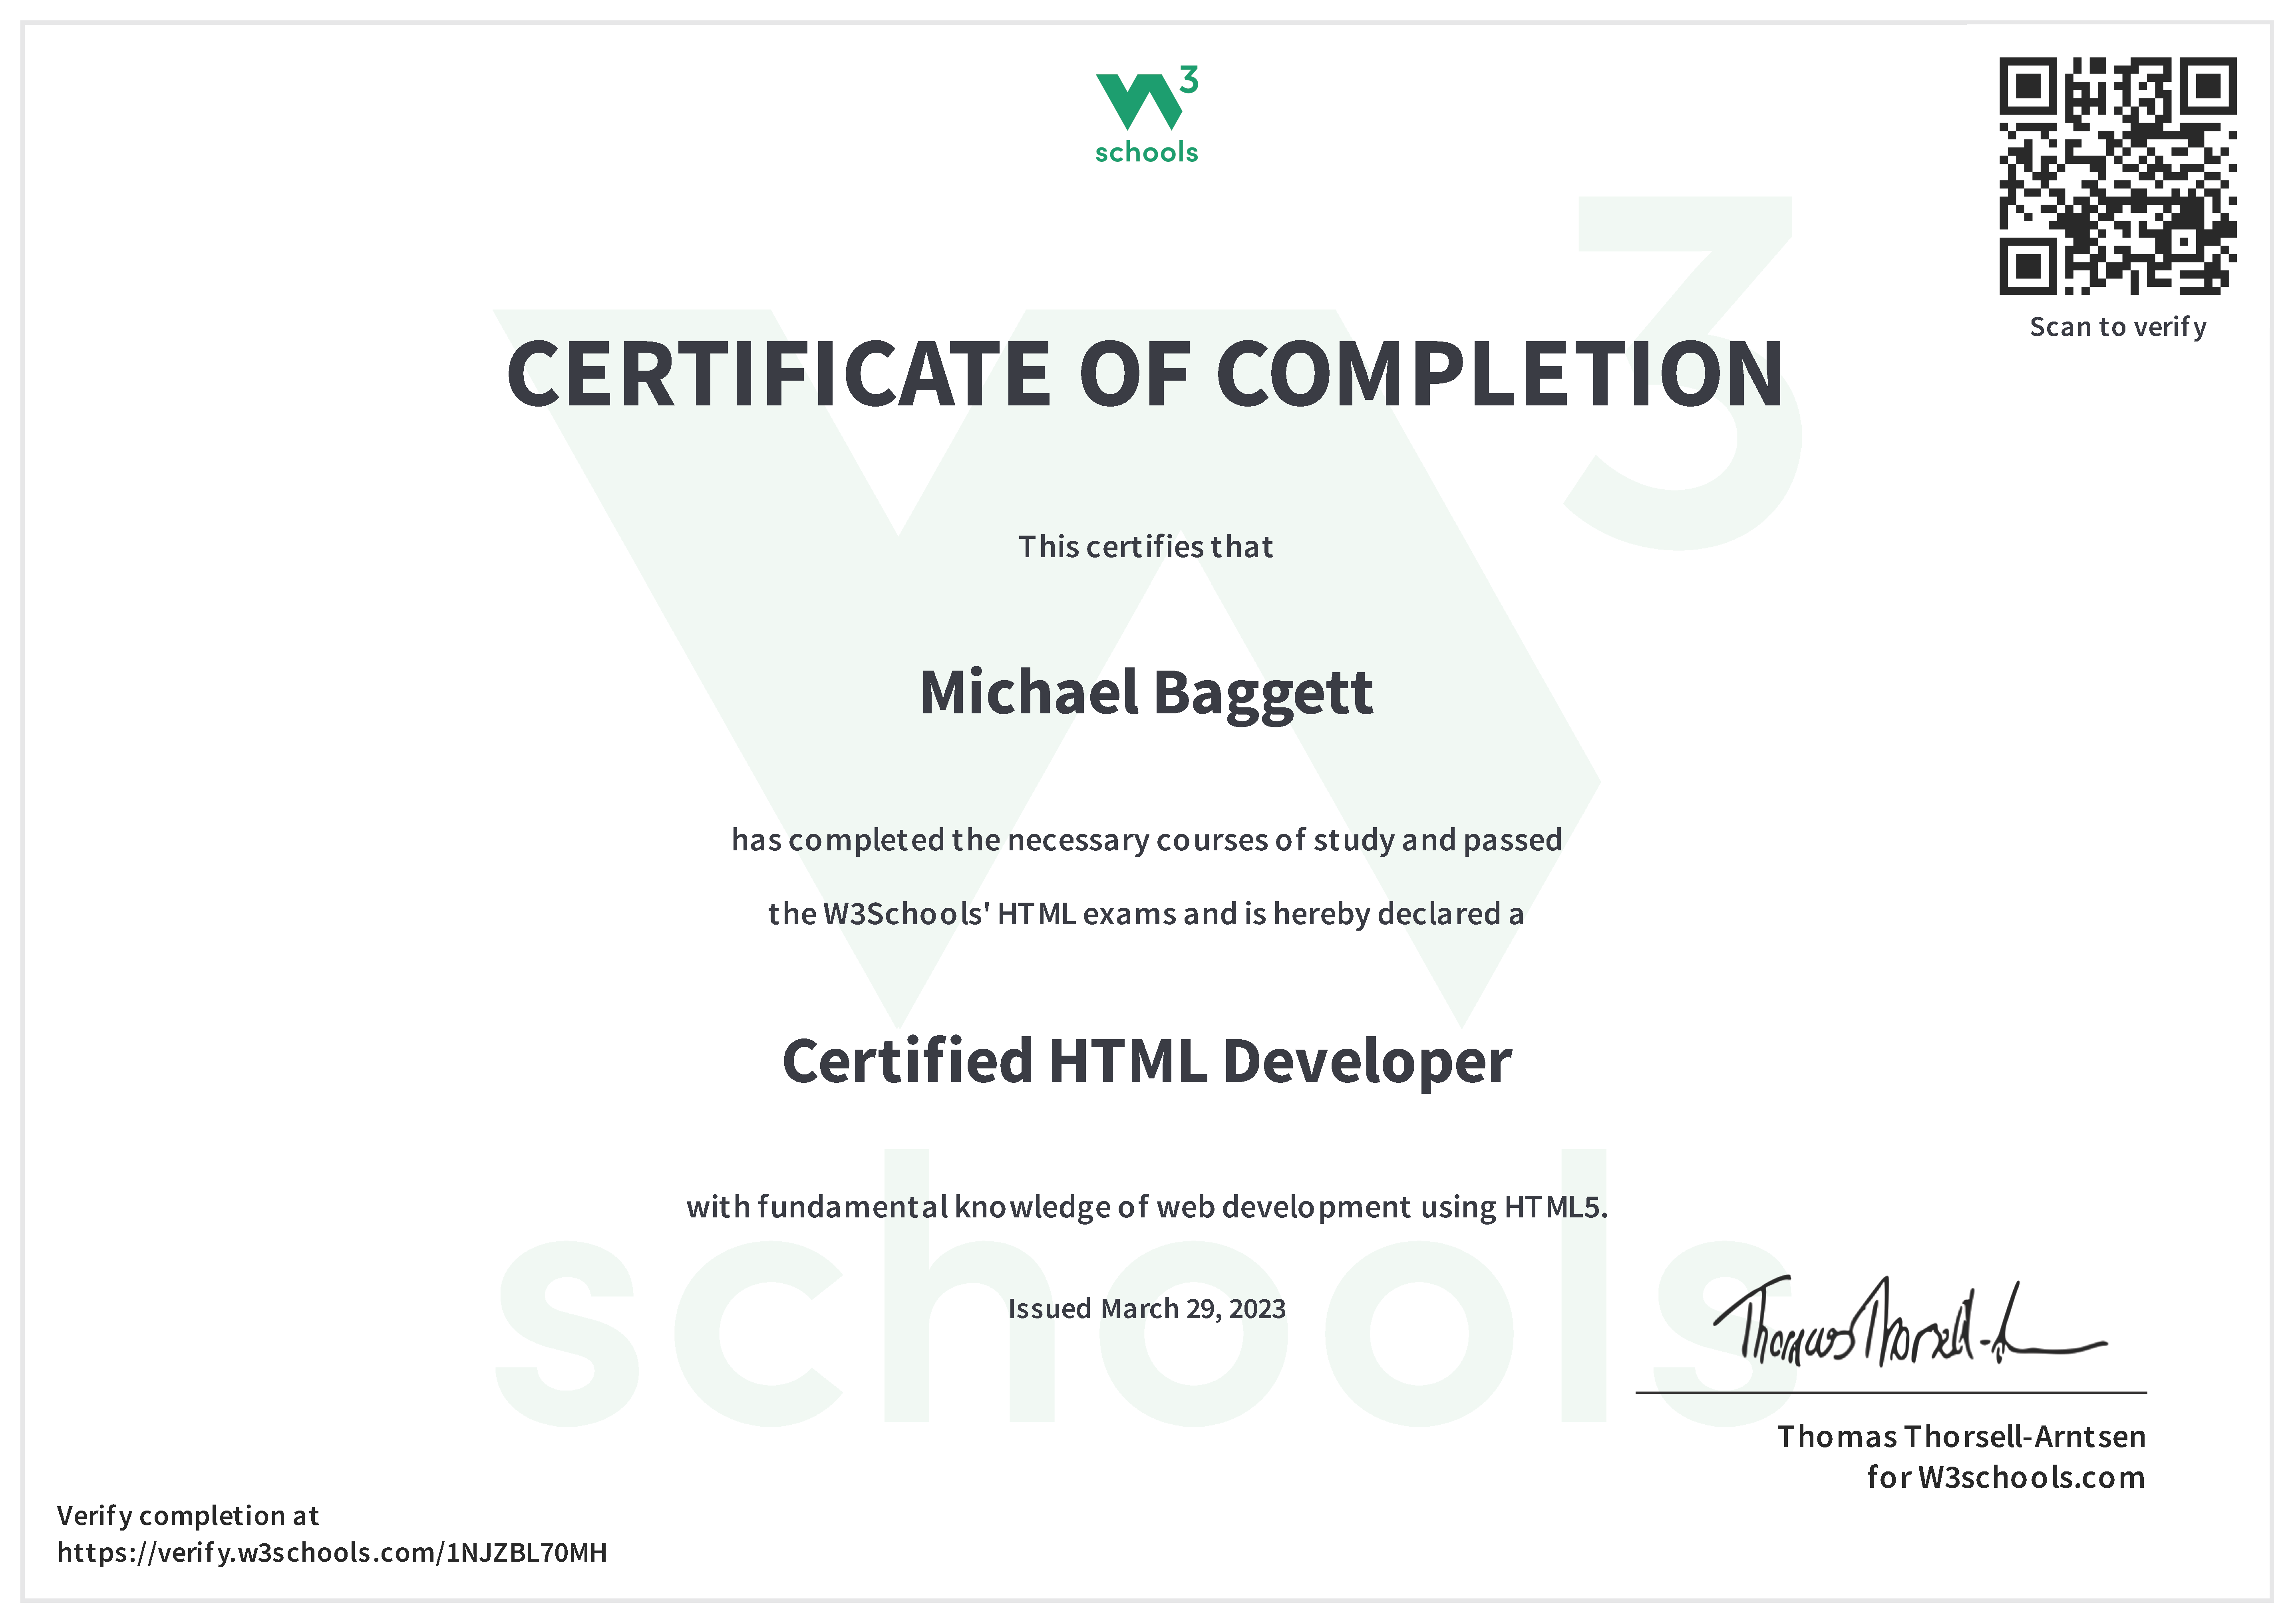 w3
schools
Scan to verify
CERTIFICATE OF COMPLETION
This certifies that
Michael Baggett
has completed the necessary courses of study and passed
the W3Schools' HTML exams and is hereby declared a
Certified HTML Developer
with fundamental knowledge of web development using HTML5.
Issued March 29, 2023
Thomas Thorsell-A
Thomas Thorsell-Arntsen
for W3schools.com
Verify completion at
https://verify.w3schools.com/1NJZBL70MH
w3
schools